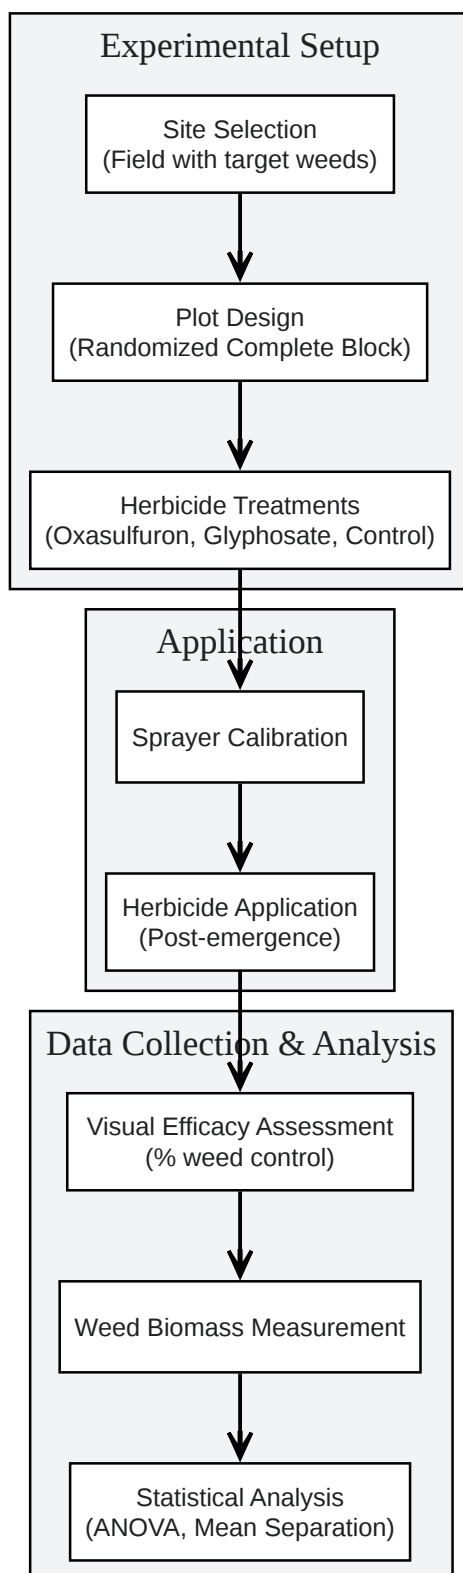 Experimental Setup
Site Selection
(Field with target weeds)
Plot Design
(Randomized Complete Block)
Herbicide Treatments
(Oxasulfuron, Glyphosate, Control)
Application
Sprayer Calibration
Herbicide Application
(Post-emergence)
Data Collection & Analysis
Visual Efficacy Assessment
(% weed control)
Weed Biomass Measurement
Statistical Analysis
(ANOVA, Mean Separation)